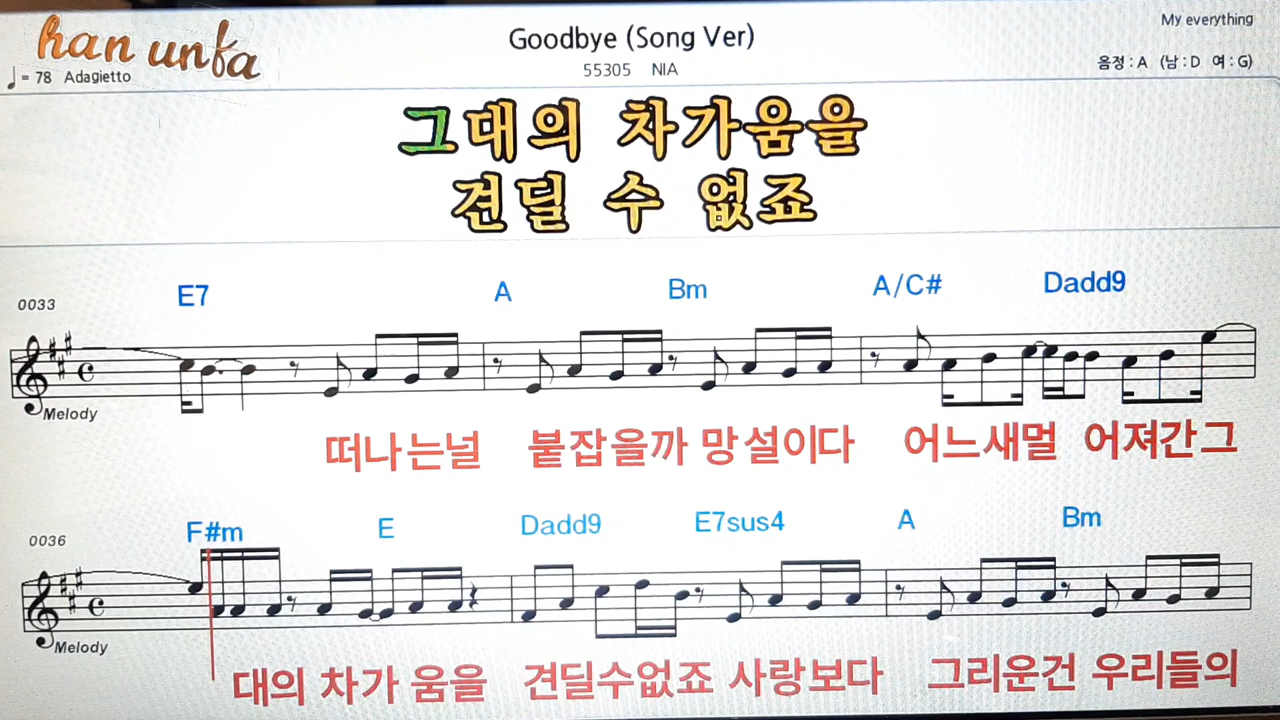 han unfa
My everything
Goodbye (Song Ver)
♩= 78 Adagietto
55305 NIA
음정 : A (남 : D 여 : G)
그대의 차가움을
견딜 수 없죠
E7 A Bm A/C# Dadd9
0033
Melody
떠나는널 붙잡을까 망설이다 어느새멀 어져간그
F#m E Dadd9 E7sus4 A Bm
0036
Melody
대의 차가 움을 견딜수없죠 사랑보다 그리운건 우리들의